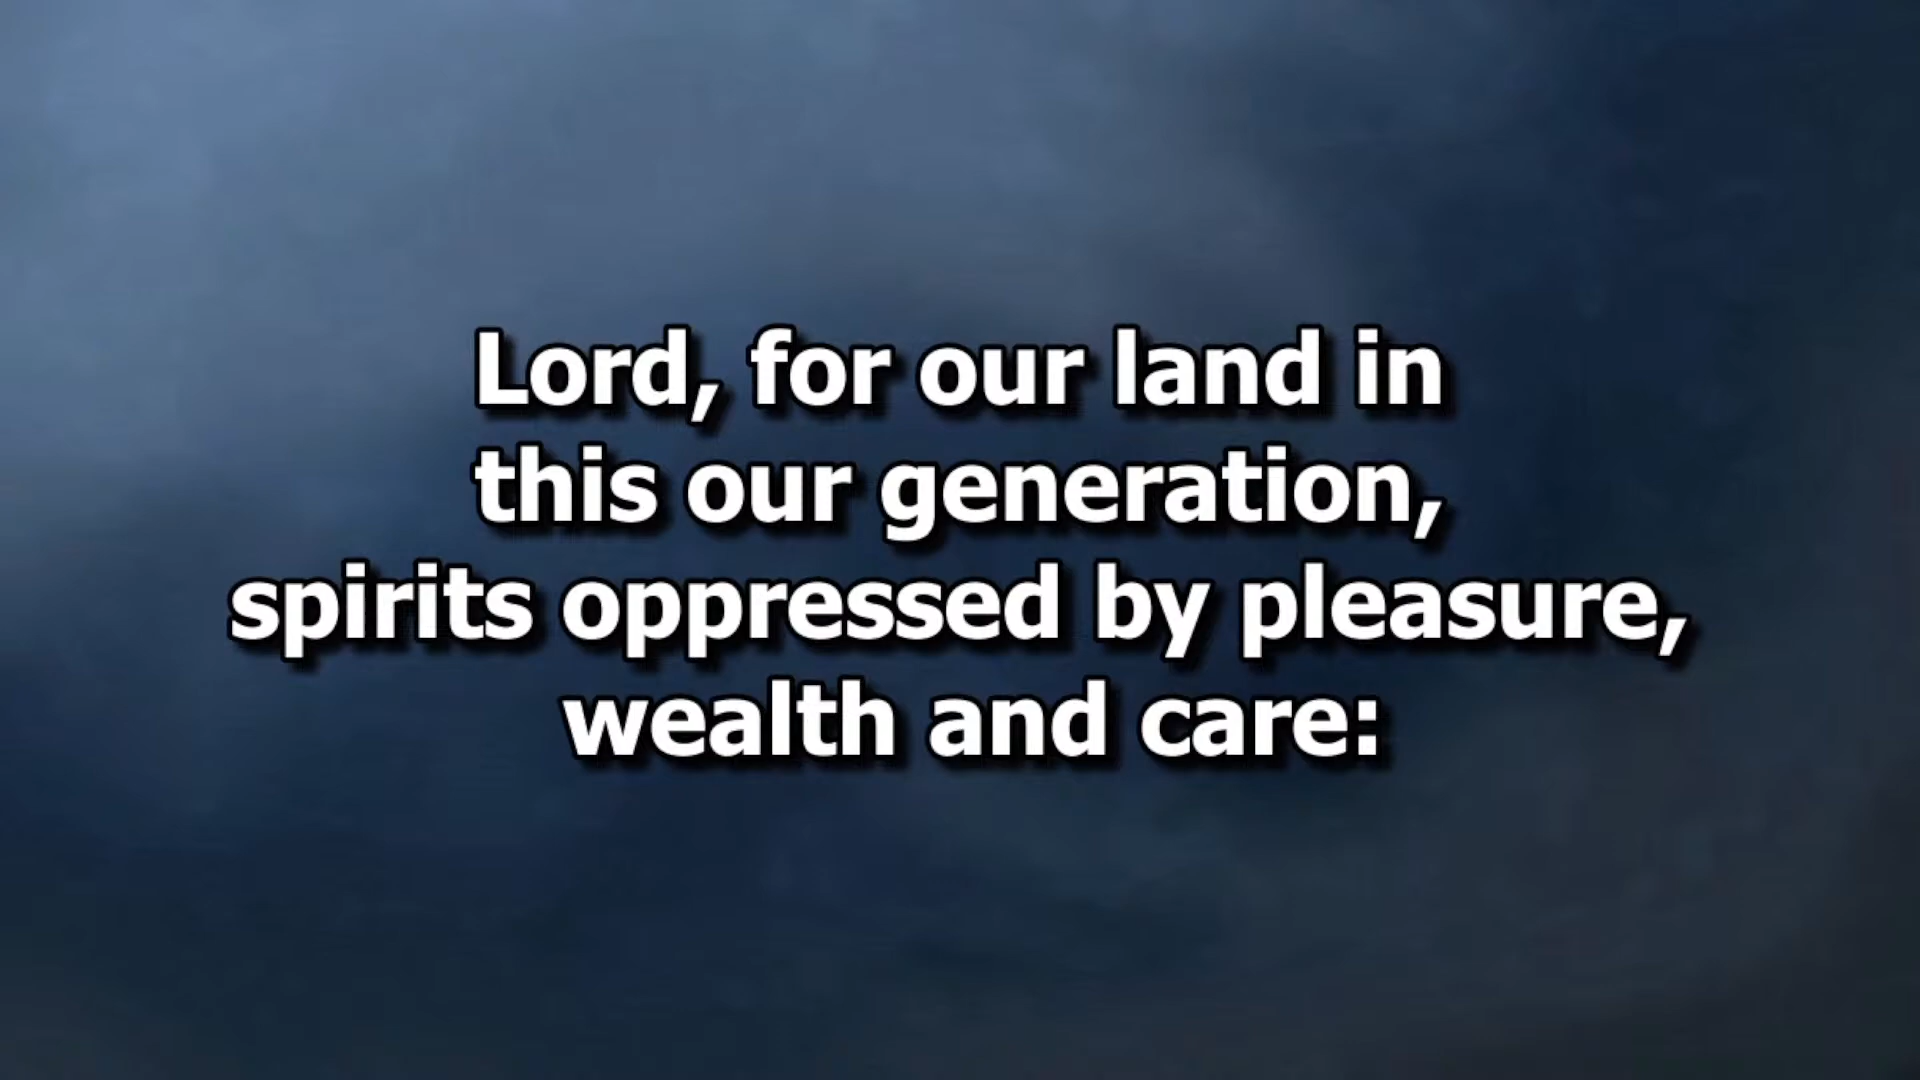 Lord, for our land in
this our generation,
spirits oppressed by pleasure,
wealth and care: